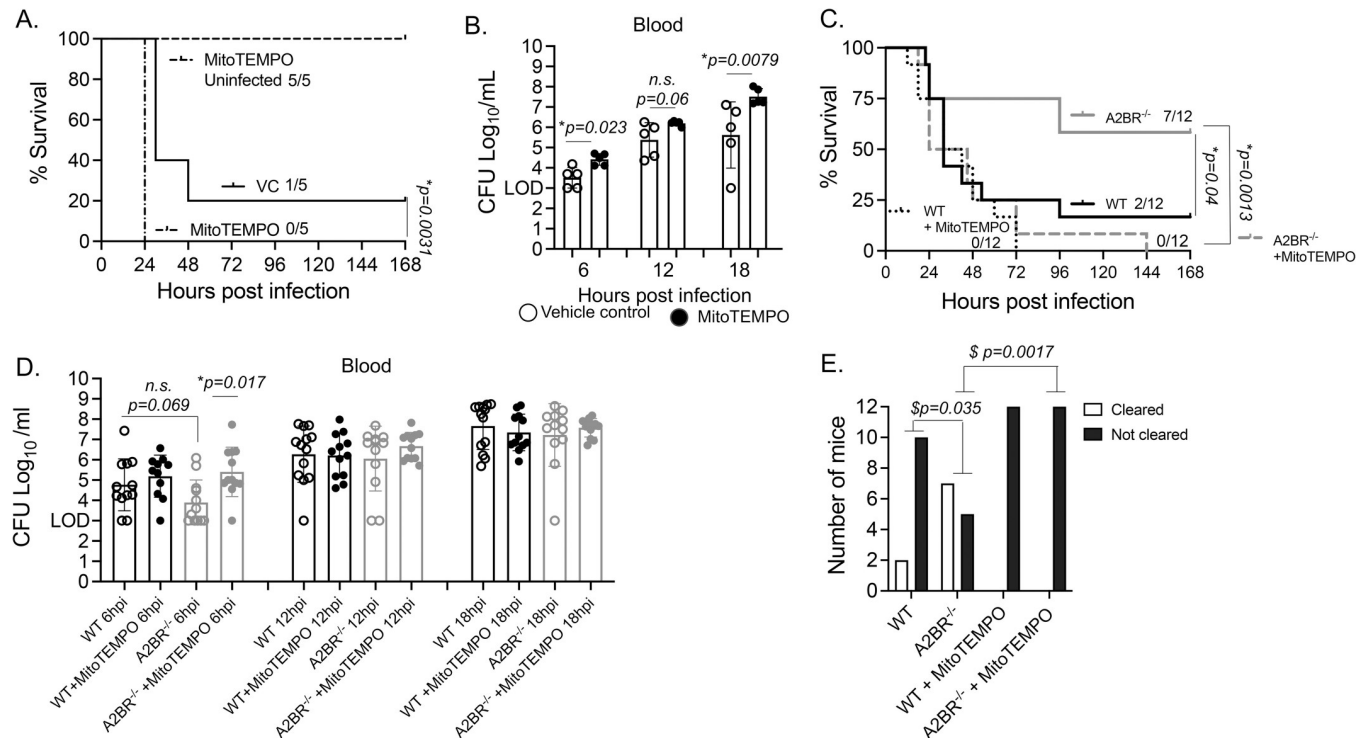 A.
% Survival
100
80
60
40
20
0
MitoTEMPO
Uninfected 5/5
VC 1/5
MitoTEMPO 0/5
*p=0.0031
0 24 48 72 96 120 144 168
Hours post infection
B.
Blood
CFU Log10/mL
10
9
8
7
6
5
4
LOD
2
1
0
*p=0.023
n.s.
p=0.06
*p=0.0079
6 12 18
Hours post infection
Vehicle control MitoTEMPO
C.
% Survival
100
75
50
25
0
A2BR-/- 7/12
WT 2/12
WT
+ MitoTEMPO
0/12
0/12
*p=0.04
*p=0.0013
A2BR-/-
+MitoTEMPO
0 24 48 72 96 120 144 168
Hours post infection
D.
Blood
CFU Log10/ml
10
9
8
7
6
5
4
LOD
2
1
0
n.s.
p=0.069
*p=0.017
WT 6hpi
WT+MitoTEMPO 6hpi
A2BR-/- 6hpi
A2BR-/- +MitoTEMPO 6hpi
WT 12hpi
WT+MitoTEMPO 12hpi
A2BR-/- 12hpi
A2BR-/- +MitoTEMPO 12hpi
WT 18hpi
WT+MitoTEMPO 18hpi
A2BR-/- 18hpi
A2BR-/- +MitoTEMPO 18hpi
E.
Number of mice
12
10
8
6
4
2
0
$ p=0.0017
$p=0.035
Cleared
Not cleared
WT
A2BR-/-
WT + MitoTEMPO
A2BR-/- + MitoTEMPO